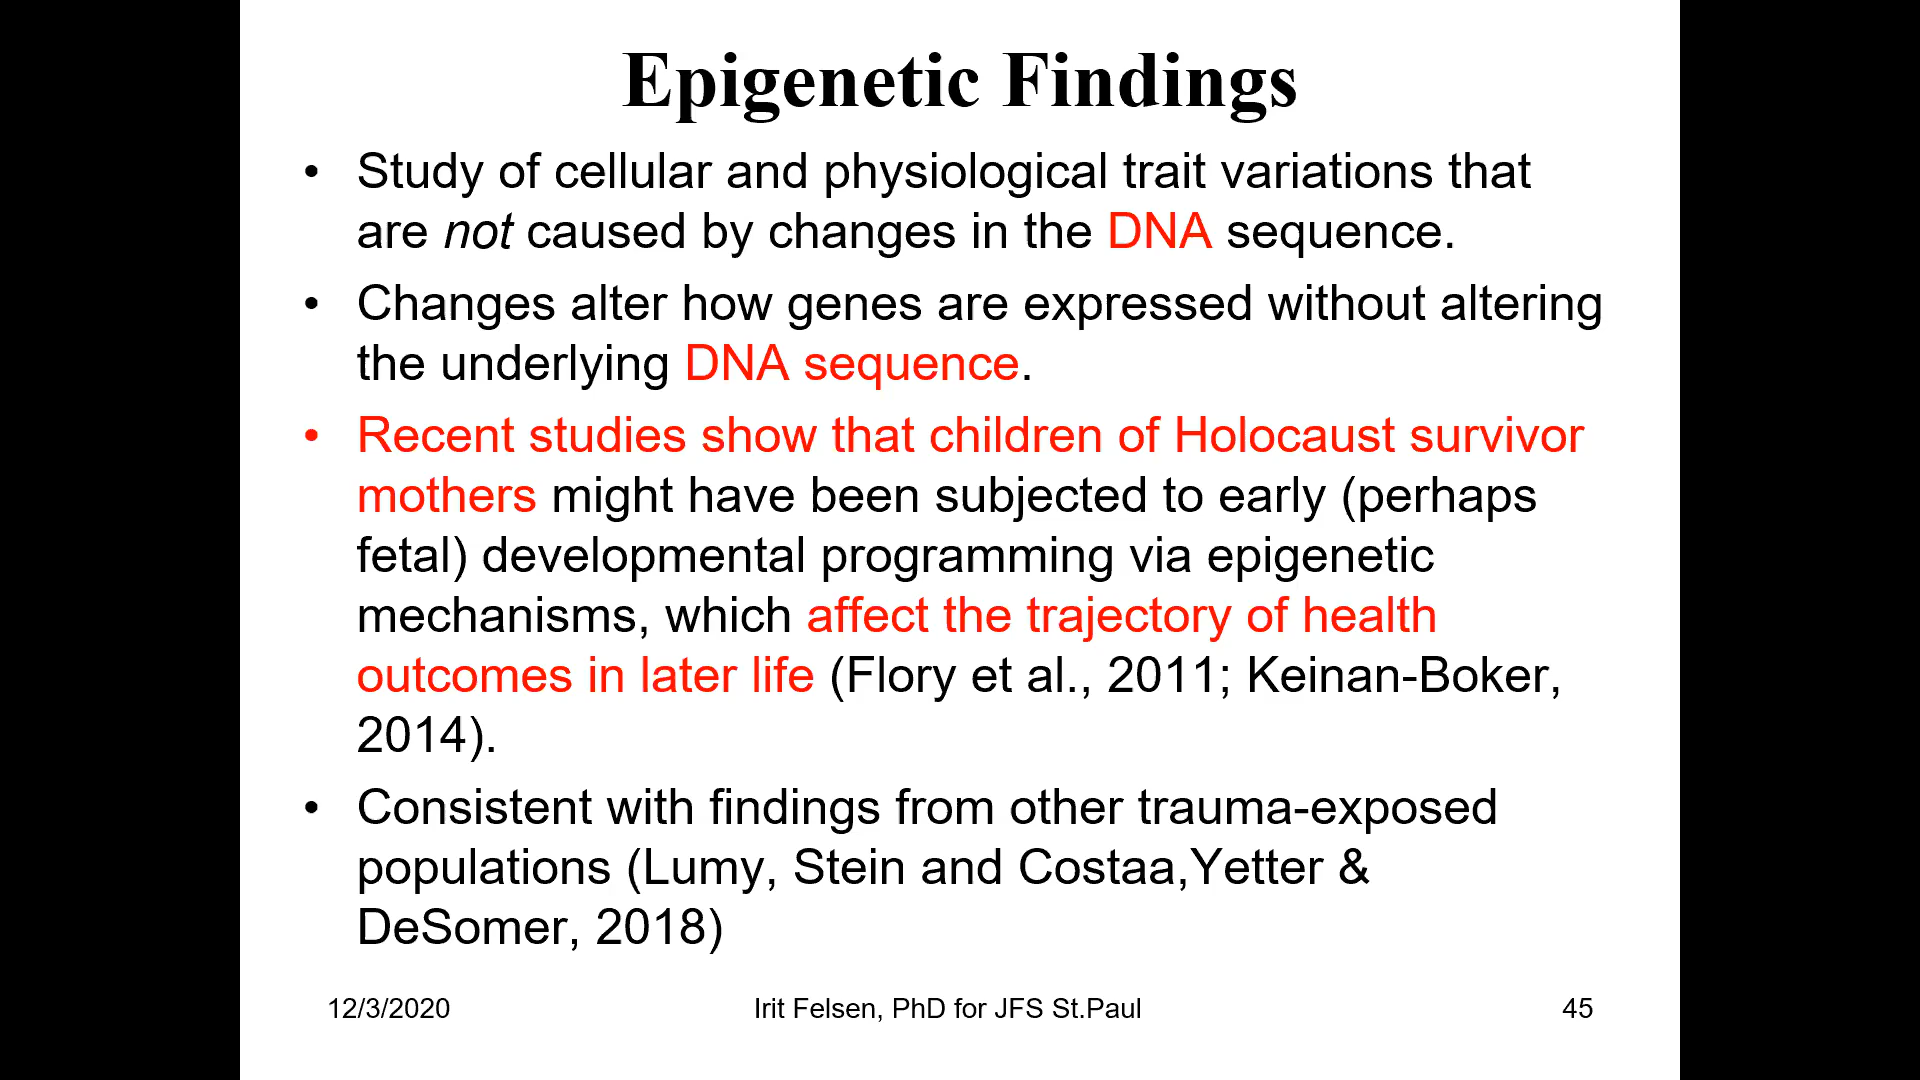 Epigenetic Findings
• Study of cellular and physiological trait variations that
are not caused by changes in the DNA sequence.
• Changes alter how genes are expressed without altering
the underlying DNA sequence.
• Recent studies show that children of Holocaust survivor
mothers might have been subjected to early (perhaps
fetal) developmental programming via epigenetic
mechanisms, which affect the trajectory of health
outcomes in later life (Flory et al., 2011; Keinan-Boker,
2014).
• Consistent with findings from other trauma-exposed
populations (Lumy, Stein and Costaa,Yetter &
DeSomer, 2018)
12/3/2020 Irit Felsen, PhD for JFS St.Paul 45